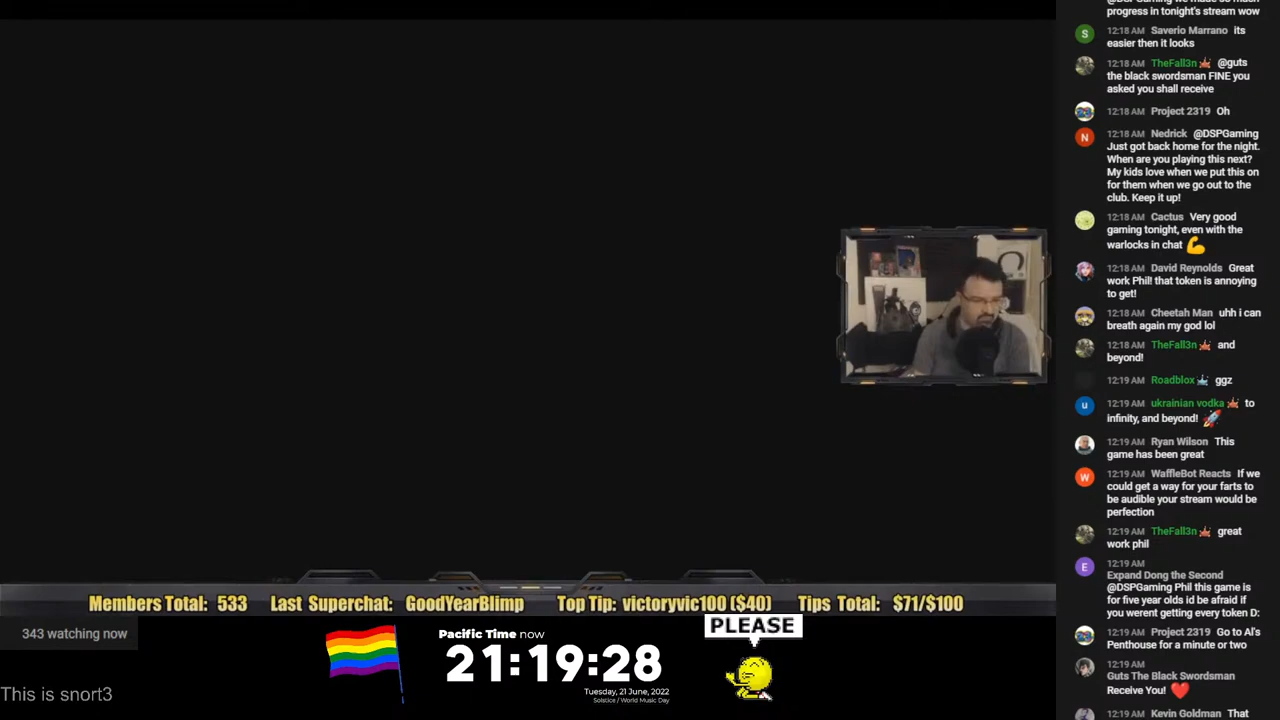 progress in tonight's stream wow
12:18 AM Saverio Marrano its
easier then it looks
12:18 AM TheFall3n @guts
the black swordsman FINE you
asked you shall receive
12:18 AM Project 2319 Oh
12:18 AM Nedrick @DSPGaming
Just got back home for the night.
When are you playing this next?
My kids love when we put this on
for them when we go out to the
club. Keep it up!
12:18 AM Cactus Very good
gaming tonight, even with the
warlocks in chat 💪
12:18 AM David Reynolds Great
work Phil! that token is annoying
to get!
12:18 AM Cheetah Man uhh i can
breath again my god lol
12:18 AM TheFall3n and
beyond!
12:19 AM Roadblox ggz
12:19 AM ukrainian vodka to
infinity, and beyond! 🚀
12:19 AM Ryan Wilson This
game has been great
12:19 AM WaffleBot Reacts If we
could get a way for your farts to
be audible your stream would be
perfection
12:19 AM TheFall3n great
work phil
12:19 AM
Expand Dong the Second
@DSPGaming Phil this game is
for five year olds id be afraid if
you werent getting every token D:
12:19 AM Project 2319 Go to Al's
Penthouse for a minute or two
12:19 AM
Guts The Black Swordsman
Receive You! ❤️
12:19 AM Kevin Goldman That
Members Total: 533 Last Superchat: GoodYearBlimp Top Tip: victoryvic100 ($40) Tips Total: $71/$100
343 watching now
Pacific Time now
21:19:28
Tuesday, 21 June, 2022
Solstice / World Music Day
PLEASE
This is snort3